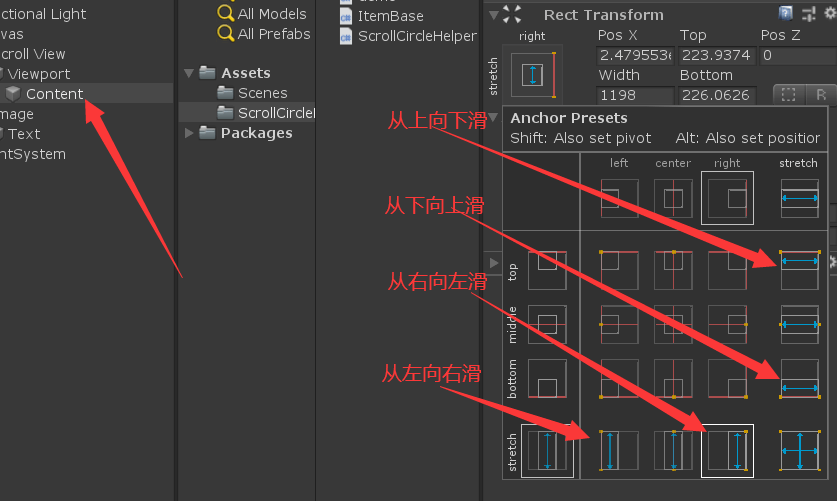 ctional Light
vas
croll View
Viewport
Content
mage
Text
ntSystem
All Models
All Prefabs
Assets
Scenes
ScrollCircleI
Packages
ItemBase
ScrollCircleHelper
Rect Transform
right
stretch
Pos X
Top
Pos Z
2.479553e
223.9374
0
Width
Bottom
1198
226.0626
R
Anchor Presets
Shift: Also set pivot
Alt: Also set position
left
center
right
stretch
top
middle
bottom
stretch
从上向下滑
从下向上滑
从右向左滑
从左向右滑